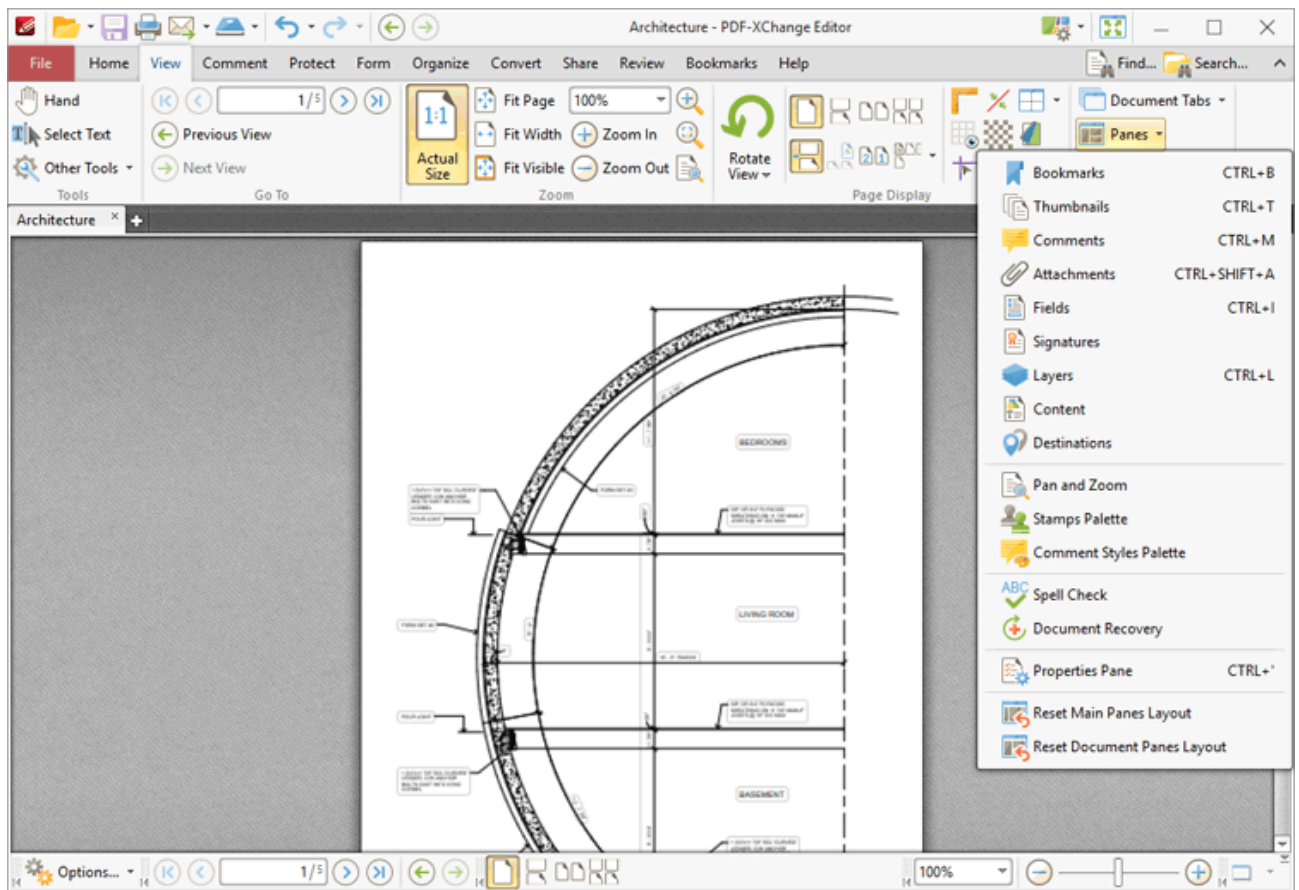 Architecture - PDF-XChange Editor
File Home View Comment Protect Form Organize Convert Share Review Bookmarks Help Find... Search...
Hand
Select Text
Other Tools
Tools
1/5
Previous View
Next View
Go To
1:1
Actual
Size
Fit Page 100%
Fit Width Zoom In
Fit Visible Zoom Out
Zoom
Rotate
View
Page Display
Document Tabs
Panes
Architecture
Bookmarks CTRL+B
Thumbnails CTRL+T
Comments CTRL+M
Attachments CTRL+SHIFT+A
Fields CTRL+I
Signatures
Layers CTRL+L
Content
Destinations
Pan and Zoom
Stamps Palette
Comment Styles Palette
ABC Spell Check
Document Recovery
Properties Pane CTRL+'
Reset Main Panes Layout
Reset Document Panes Layout
BEDROOMS
LIVING ROOM
BASEMENT
Options... 1/5 100%